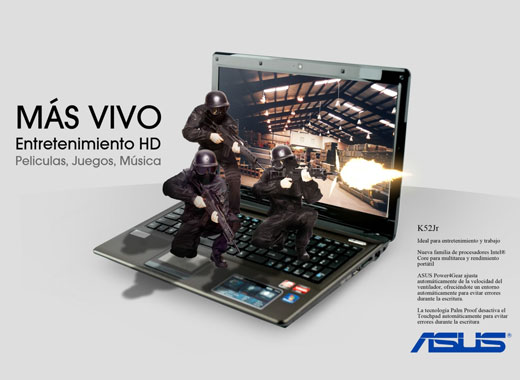 MÁS VIVO
Entretenimiento HD
Peliculas, Juegos, Música
K52Jr
Ideal para entretenimiento y trabajo
Nueva familia de procesadores Intel®
Core para multitarea y rendimiento
portátil
ASUS Power4Gear ajusta
automáticamente de la velocidad del
ventilador, ofreciéndote un entorno
automáticamente para evitar errores
durante la escritura.
La tecnologia Palm Proof desactiva el
Touchpad automáticamente para evitar
errores durante la escritura
ASUS®